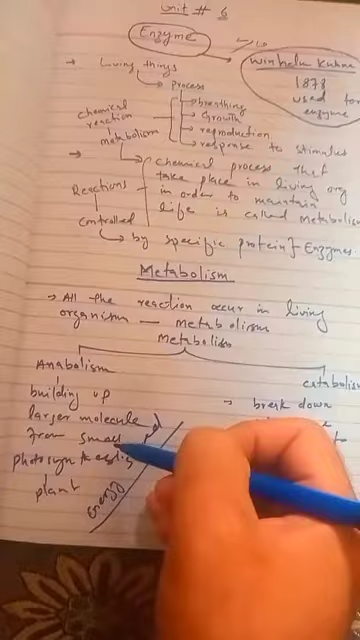 Unit # 6
Enzyme
Winhelm Kuhne
1878
used for
enzyme
→ Living things
Process
breathing
Growth
reproduction
response to stimules
chemical
reaction
metabolism
→ chemical process that
take place in living org
in order to maintain
life is called Metabolism
Reactions
controlled
by specific protein Enzymes.
Metabolism
→ All the reaction occur in living
organism — Metabolism
Metabolism
Anabolism
building up
larger molecule
from small
photosynthesis
plant
Energy
catabolism
→ break down
to